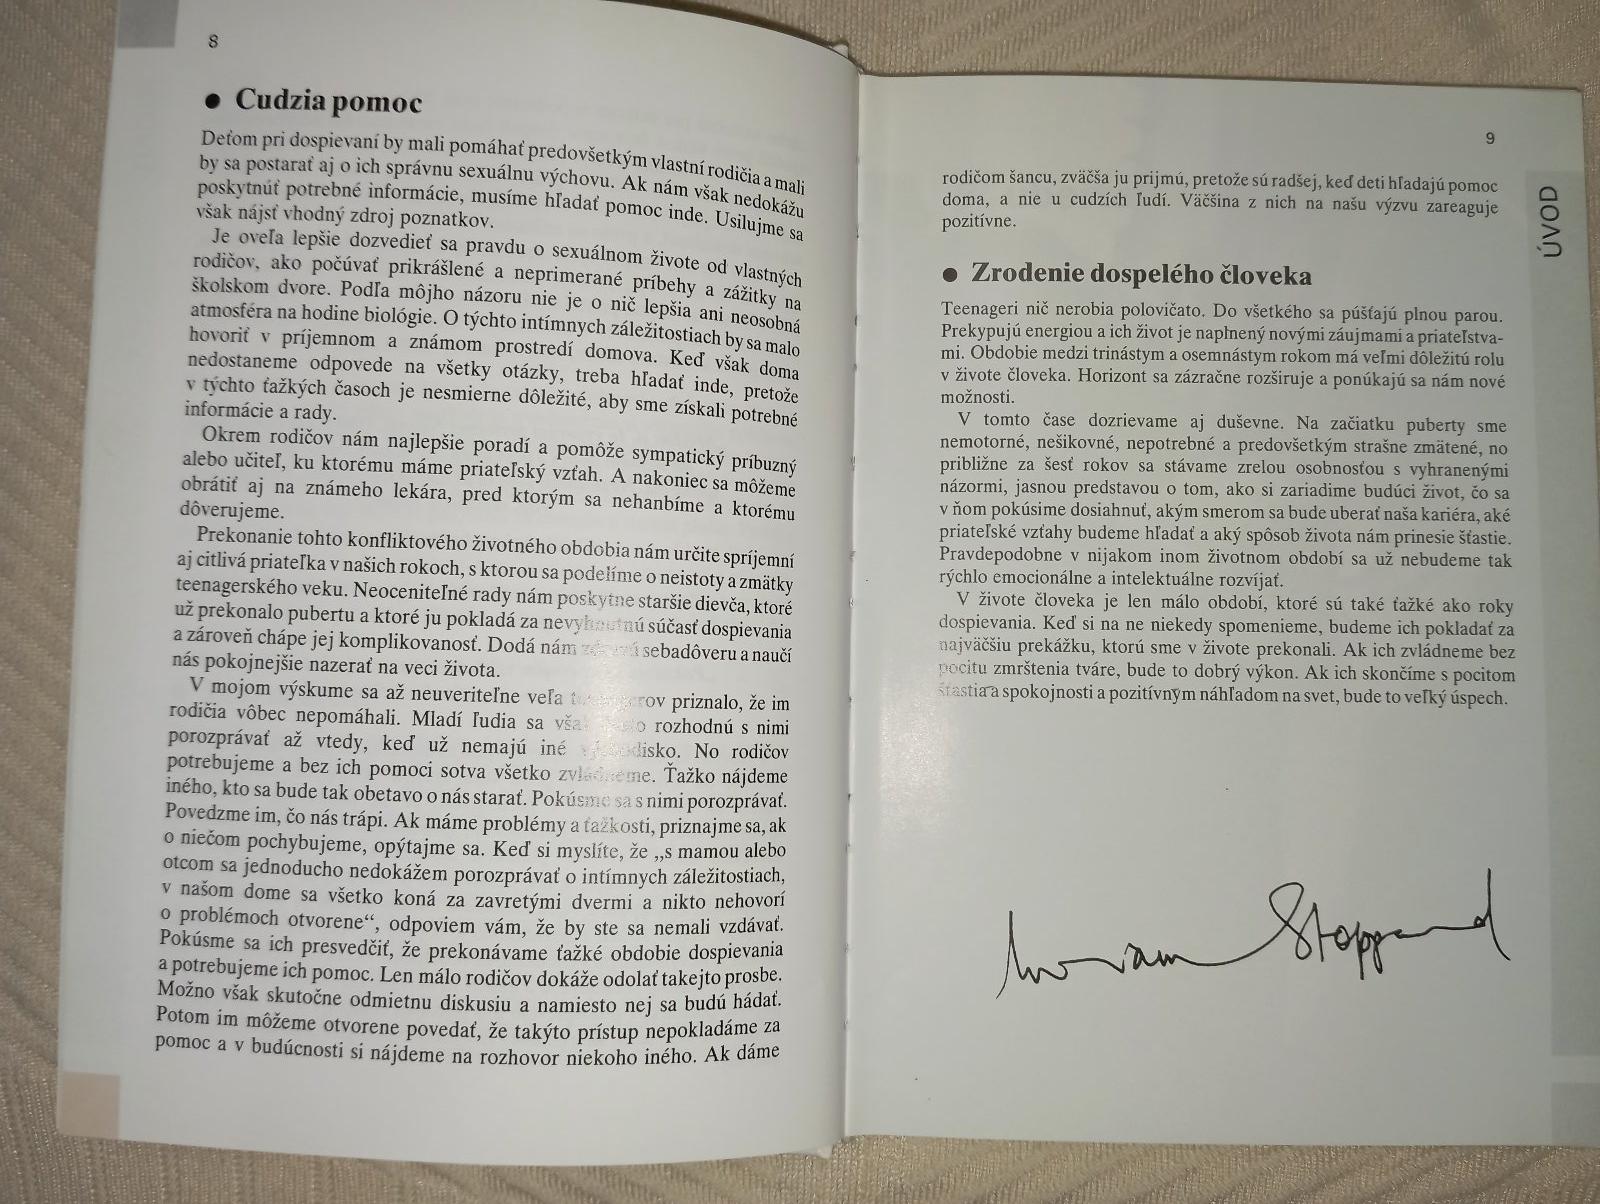 8
● Cudzia pomoc
Deťom pri dospievaní by mali pomáhať predovšetkým vlastní rodičia a mali
by sa postarať aj o ich správnu sexuálnu výchovu. Ak nám však nedokážu
poskytnúť potrebné informácie, musíme hľadať pomoc inde. Usilujme sa
však nájsť vhodný zdroj poznatkov.
Je oveľa lepšie dozvedieť sa pravdu o sexuálnom živote od vlastných
rodičov, ako počúvať prikrášlené a neprimerané príbehy a zážitky na
školskom dvore. Podľa môjho názoru nie je o nič lepšia ani neosobná
atmosféra na hodine biológie. O týchto intímnych záležitostiach by sa malo
hovoriť v príjemnom a známom prostredí domova. Keď však doma
nedostaneme odpovede na všetky otázky, treba hľadať inde, pretože
v týchto ťažkých časoch je nesmierne dôležité, aby sme získali potrebné
informácie a rady.
Okrem rodičov nám najlepšie poradí a pomôže sympatický príbuzný
alebo učiteľ, ku ktorému máme priateľský vzťah. A nakoniec sa môžeme
obrátiť aj na známeho lekára, pred ktorým sa nehanbíme a ktorému
dôverujeme.
Prekonanie tohto konfliktového životného obdobia nám určite spríjemní
aj citlivá priateľka v našich rokoch, s ktorou sa podelíme o neistoty a zmätky
teenagerského veku. Neoceniteľné rady nám poskytne staršie dievča, ktoré
už prekonalo pubertu a ktoré ju pokladá za nevyhnutnú súčasť dospievania
a zároveň chápe jej komplikovanosť. Dodá nám sebadôveru a naučí
nás pokojnejšie nazerať na veci života.
V mojom výskume sa až neuveriteľne veľa teenagerov priznalo, že im
rodičia vôbec nepomáhali. Mladí ľudia sa však rozhodnú s nimi
porozprávať až vtedy, keď už nemajú iné východisko. No rodičov
potrebujeme a bez ich pomoci sotva všetko zvládneme. Ťažko nájdeme
iného, kto sa bude tak obetavo o nás starať. Pokúsme sa s nimi porozprávať.
Povedzme im, čo nás trápi. Ak máme problémy a ťažkosti, priznajme sa, ak
o niečom pochybujeme, opýtajme sa. Keď si myslíte, že „s mamou alebo
otcom sa jednoducho nedokážem porozprávať o intímnych záležitostiach,
v našom dome sa všetko koná za zavretými dvermi a nikto nehovorí
o problémoch otvorene“, odpoviem vám, že by ste sa nemali vzdávať.
Pokúsme sa ich presvedčiť, že prekonávame ťažké obdobie dospievania
a potrebujeme ich pomoc. Len málo rodičov dokáže odolať takejto prosbe.
Možno však skutočne odmietnu diskusiu a namiesto nej sa budú hádať.
Potom im môžeme otvorene povedať, že takýto prístup nepokladáme za
pomoc a v budúcnosti si nájdeme na rozhovor niekoho iného. Ak dáme
9
ÚVOD
rodičom šancu, zväčša ju prijmú, pretože sú radšej, keď deti hľadajú pomoc
doma, a nie u cudzích ľudí. Väčšina z nich na našu výzvu zareaguje
pozitívne.
● Zrodenie dospelého človeka
Teenageri nič nerobia polovičato. Do všetkého sa púšťajú plnou parou.
Prekypujú energiou a ich život je naplnený novými záujmami a priateľstva-
mi. Obdobie medzi trinástym a osemnástym rokom má veľmi dôležitú rolu
v živote človeka. Horizont sa zázračne rozširuje a ponúkajú sa nám nové
možnosti.
V tomto čase dozrievame aj duševne. Na začiatku puberty sme
nemotorné, nešikovné, nepotrebné a predovšetkým strašne zmätené, no
približne za šesť rokov sa stávame zrelou osobnosťou s vyhranenými
názormi, jasnou predstavou o tom, ako si zariadime budúci život, čo sa
v ňom pokúsime dosiahnuť, akým smerom sa bude uberať naša kariéra, aké
priateľské vzťahy budeme hľadať a aký spôsob života nám prinesie šťastie.
Pravdepodobne v nijakom inom životnom období sa už nebudeme tak
rýchlo emocionálne a intelektuálne rozvíjať.
V živote človeka je len málo období, ktoré sú také ťažké ako roky
dospievania. Keď si na ne niekedy spomenieme, budeme ich pokladať za
najväčšiu prekážku, ktorú sme v živote prekonali. Ak ich zvládneme bez
pocitu zmrštenia tváre, bude to dobrý výkon. Ak ich skončíme s pocitom
šťastia a spokojnosti a pozitívnym náhľadom na svet, bude to veľký úspech.
Miriam Stoppard